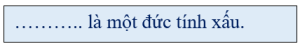 ……….. là một đức tính xấu.